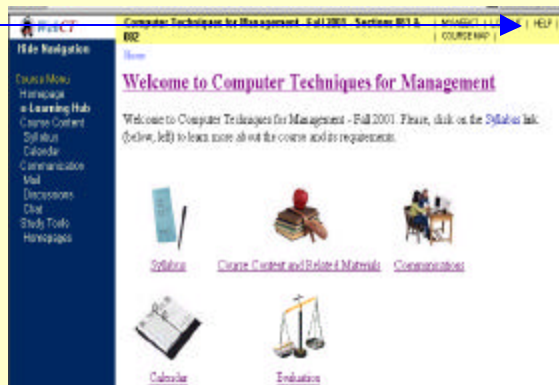 WebCT
Computer Techniques for Management - Fall 2001 - Sections 081 &
082
MYWEBCT | | HELP |
| COURSE MAP |
Hide Navigation
Home
Course Menu
Homepage
e-Learning Hub
Course Content
Syllabus
Calendar
Communication
Mail
Discussions
Chat
Study Tools
Homepages
Welcome to Computer Techniques for Management
Welcome to Computer Techniques for Management - Fall 2001. Please, click on the Syllabus link
(below, left) to learn more about the course and its requirements.
Syllabus
Course Content and Related Materials
Communications
Calendar
Evaluation